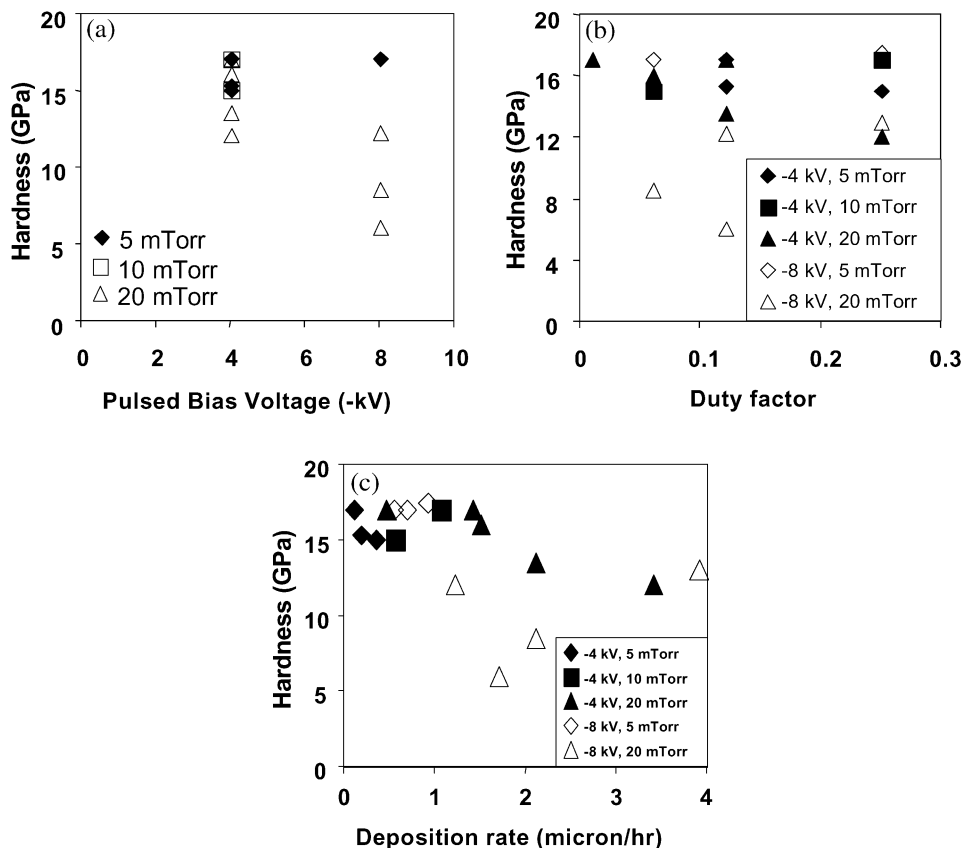 (a)
20
15
10
5
0
Hardness (GPa)
5 mTorr
10 mTorr
20 mTorr
0 2 4 6 8 10
Pulsed Bias Voltage (-kV)
(b)
20
16
12
8
4
0
Hardness (GPa)
-4 kV, 5 mTorr
-4 kV, 10 mTorr
-4 kV, 20 mTorr
-8 kV, 5 mTorr
-8 kV, 20 mTorr
0 0.1 0.2 0.3
Duty factor
(c)
20
15
10
5
0
Hardness (GPa)
-4 kV, 5 mTorr
-4 kV, 10 mTorr
-4 kV, 20 mTorr
-8 kV, 5 mTorr
-8 kV, 20 mTorr
0 1 2 3 4
Deposition rate (micron/hr)